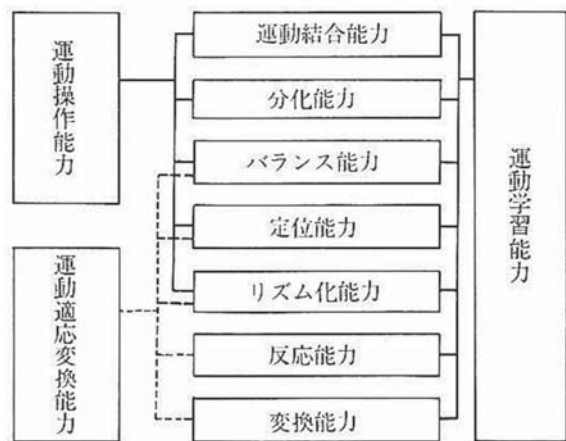 運動操作能力
運動適応変換能力
運動結合能力
分化能力
バランス能力
定位能力
リズム化能力
反応能力
変換能力
運動学習能力